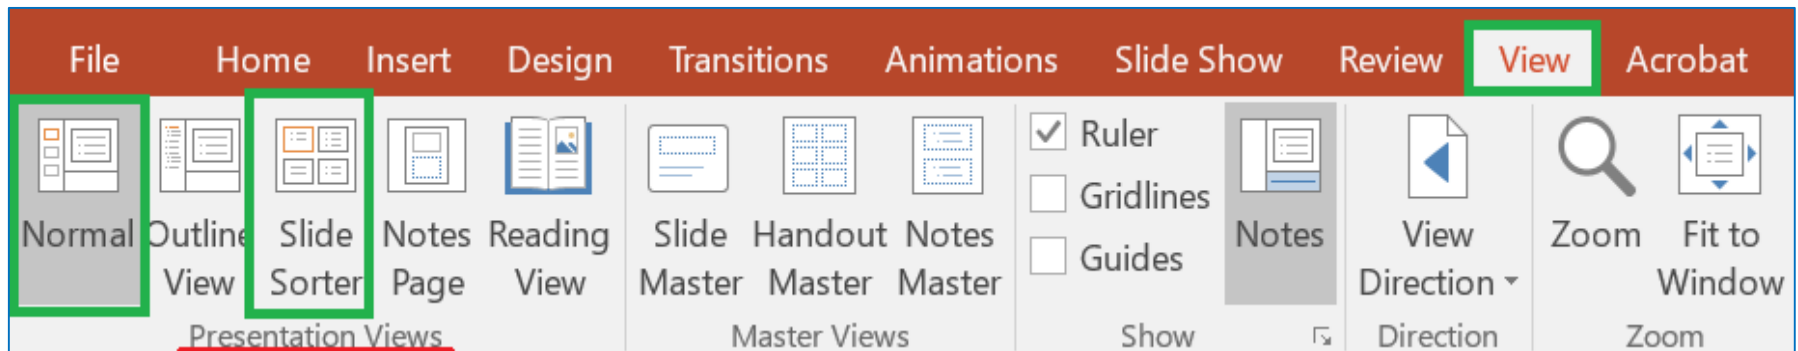 File Home Insert Design Transitions Animations Slide Show Review View Acrobat
Normal
Outline
View
Slide
Sorter
Notes
Page
Reading
View
Presentation Views
Slide
Master
Handout
Master
Notes
Master
Master Views
Ruler
Gridlines
Guides
Notes
Show
View
Direction
Direction
Zoom
Fit to
Window
Zoom